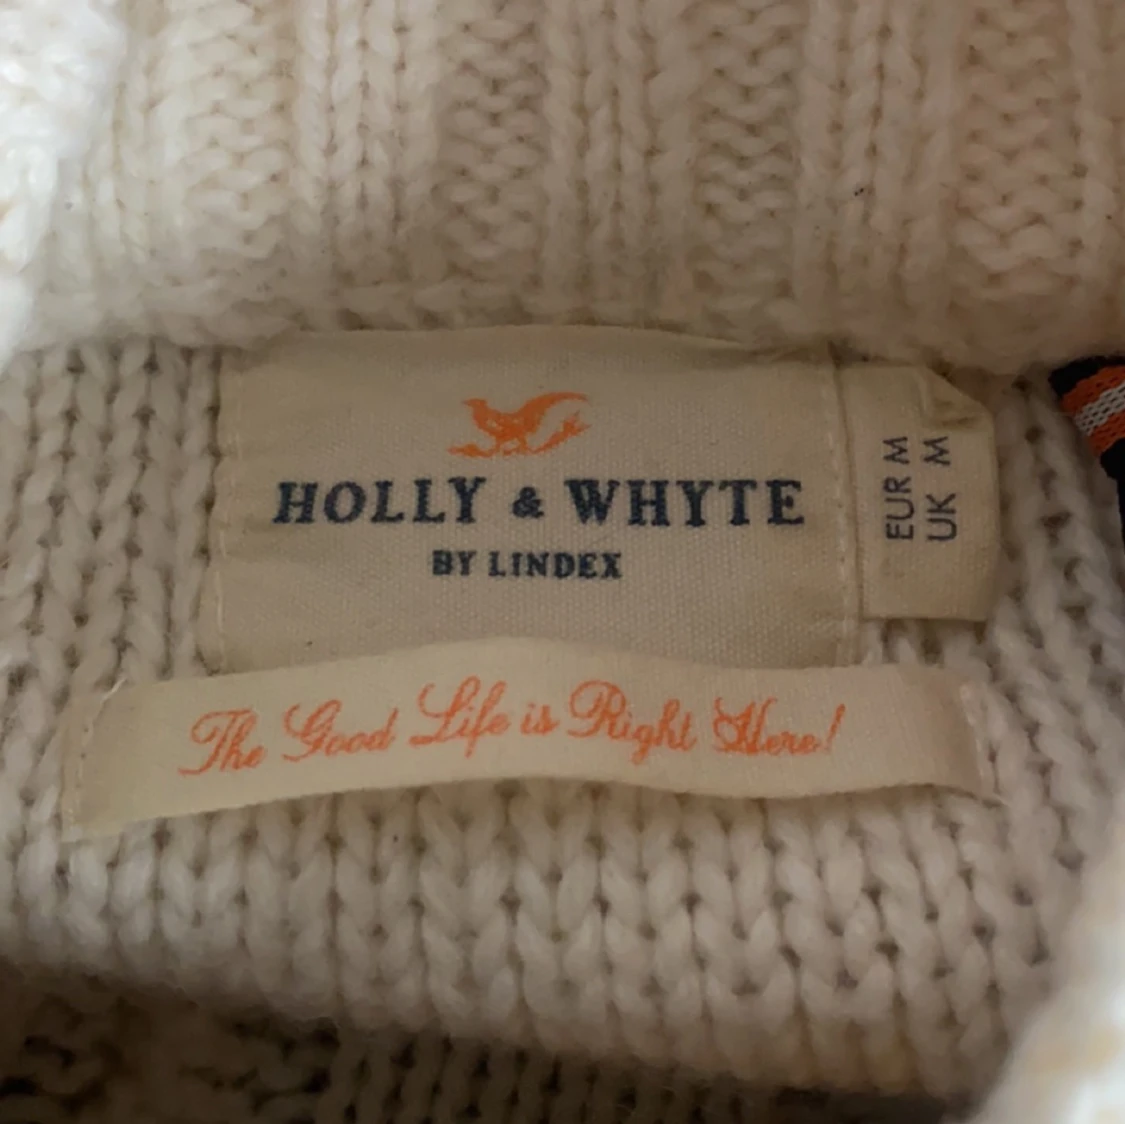 HOLLY & WHYTE
BY LINDEX
EUR M
UK M
The Good Life is Right Here!